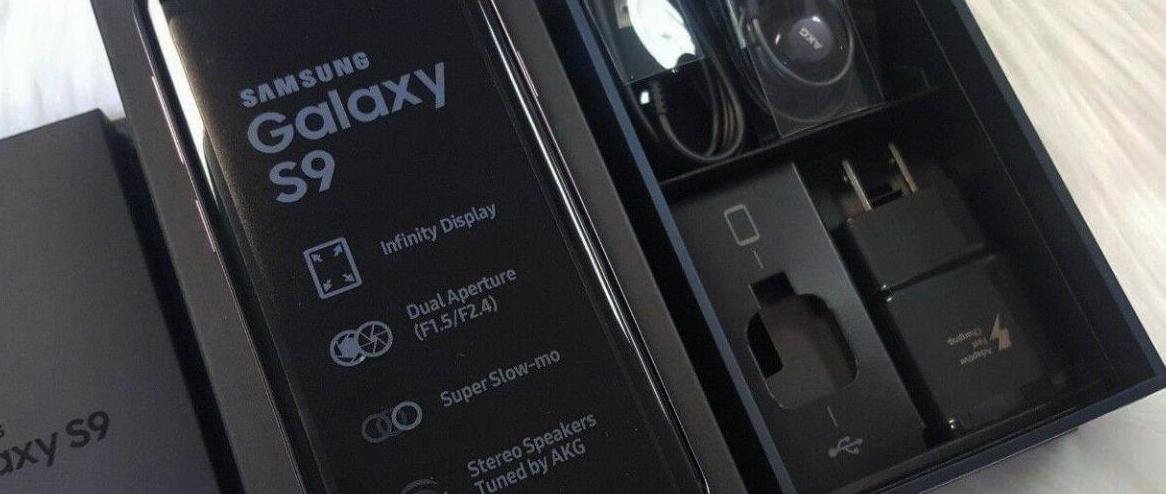 SAMSUNG
Galaxy
S9
Infinity Display
Dual Aperture
(F1.5/F2.4)
Super Slow-mo
Stereo Speakers
Tuned by AKG
axy S9
AKG
Adaptive
Fast
Charging